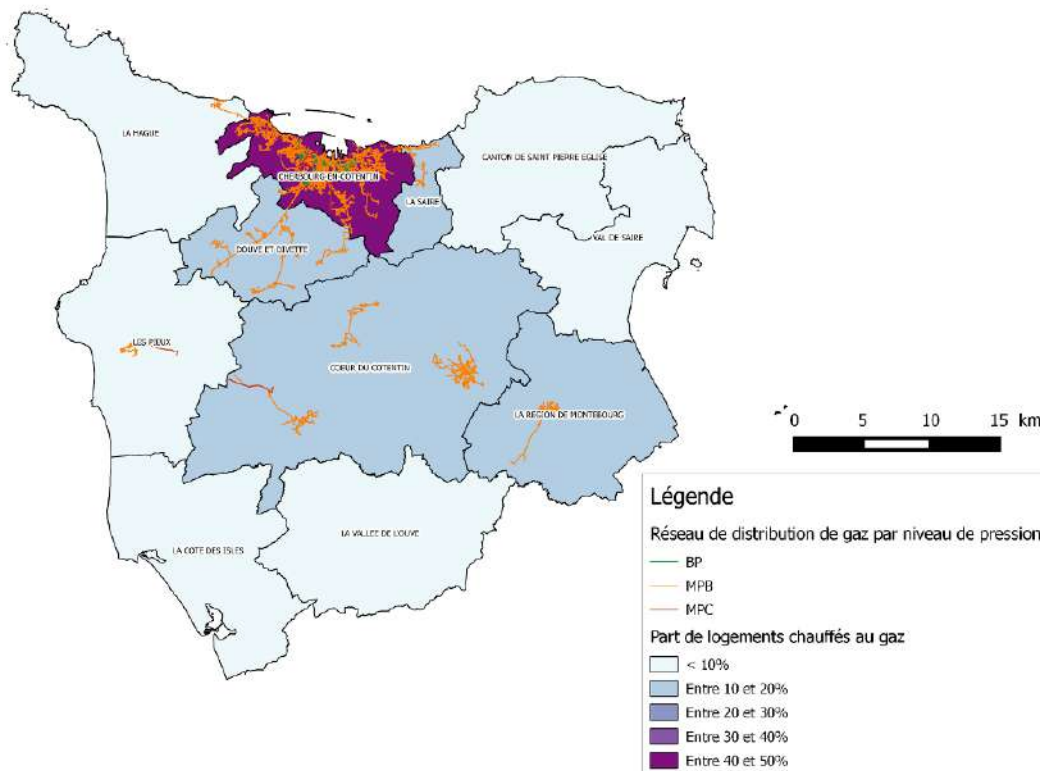 LA HAGUE
CANTON DE SAINT PIERRE EGLISE
CHERBOURG-EN-COTENTIN
LA SAIRE
VAL DE SAIRE
DOUVE ET DIVETTE
LES PIEUX
COEUR DU COTENTIN
LA REGION DE MONTEBOURG
LA VALLEE DE L'OUVE
LA COTE DES ISLES
0 5 10 15 km
Légende
Réseau de distribution de gaz par niveau de pression
BP
MPB
MPC
Part de logements chauffés au gaz
< 10%
Entre 10 et 20%
Entre 20 et 30%
Entre 30 et 40%
Entre 40 et 50%